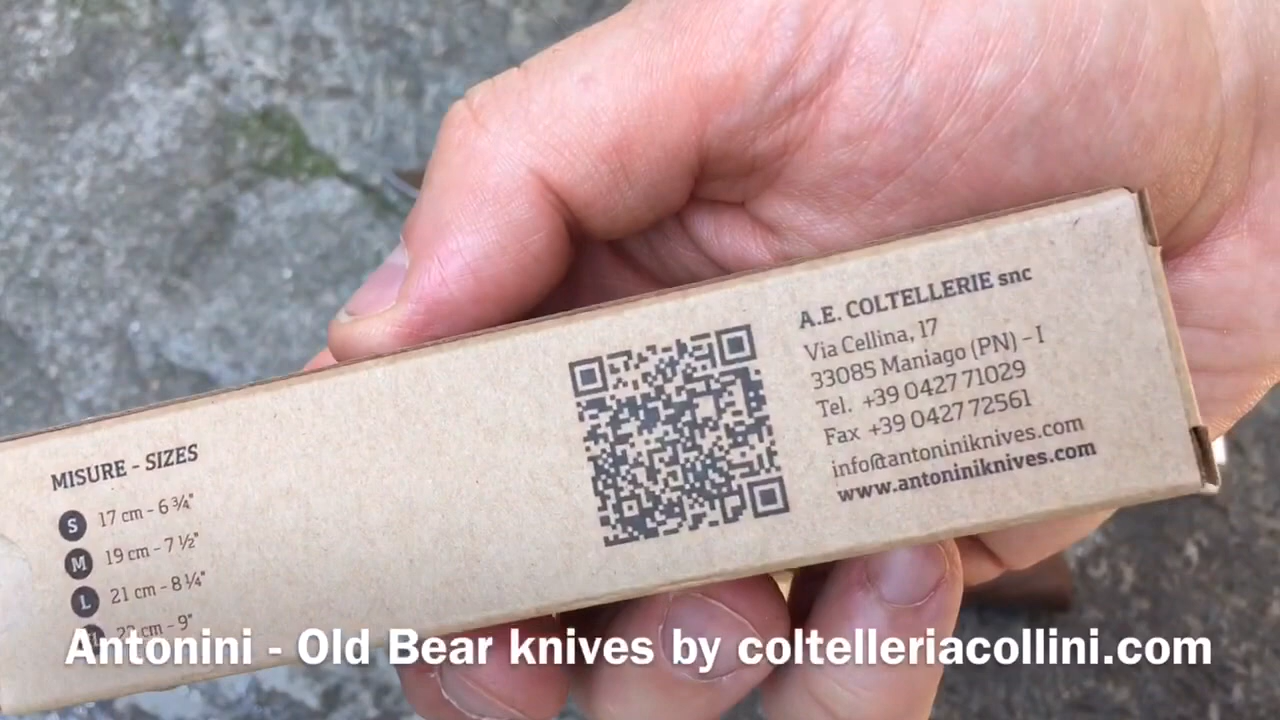 MISURE - SIZES
S 17 cm - 6 ¾"
M 19 cm - 7 ½"
L 21 cm - 8 ¼"
cm - 9"
A.E. COLTELLERIE snc
Via Cellina, 17
33085 Maniago (PN) - I
Tel. +39 0427 71029
Fax +39 0427 72561
info@antoniniknives.com
www.antoniniknives.com
Antonini - Old Bear knives by coltelleriacollini.com